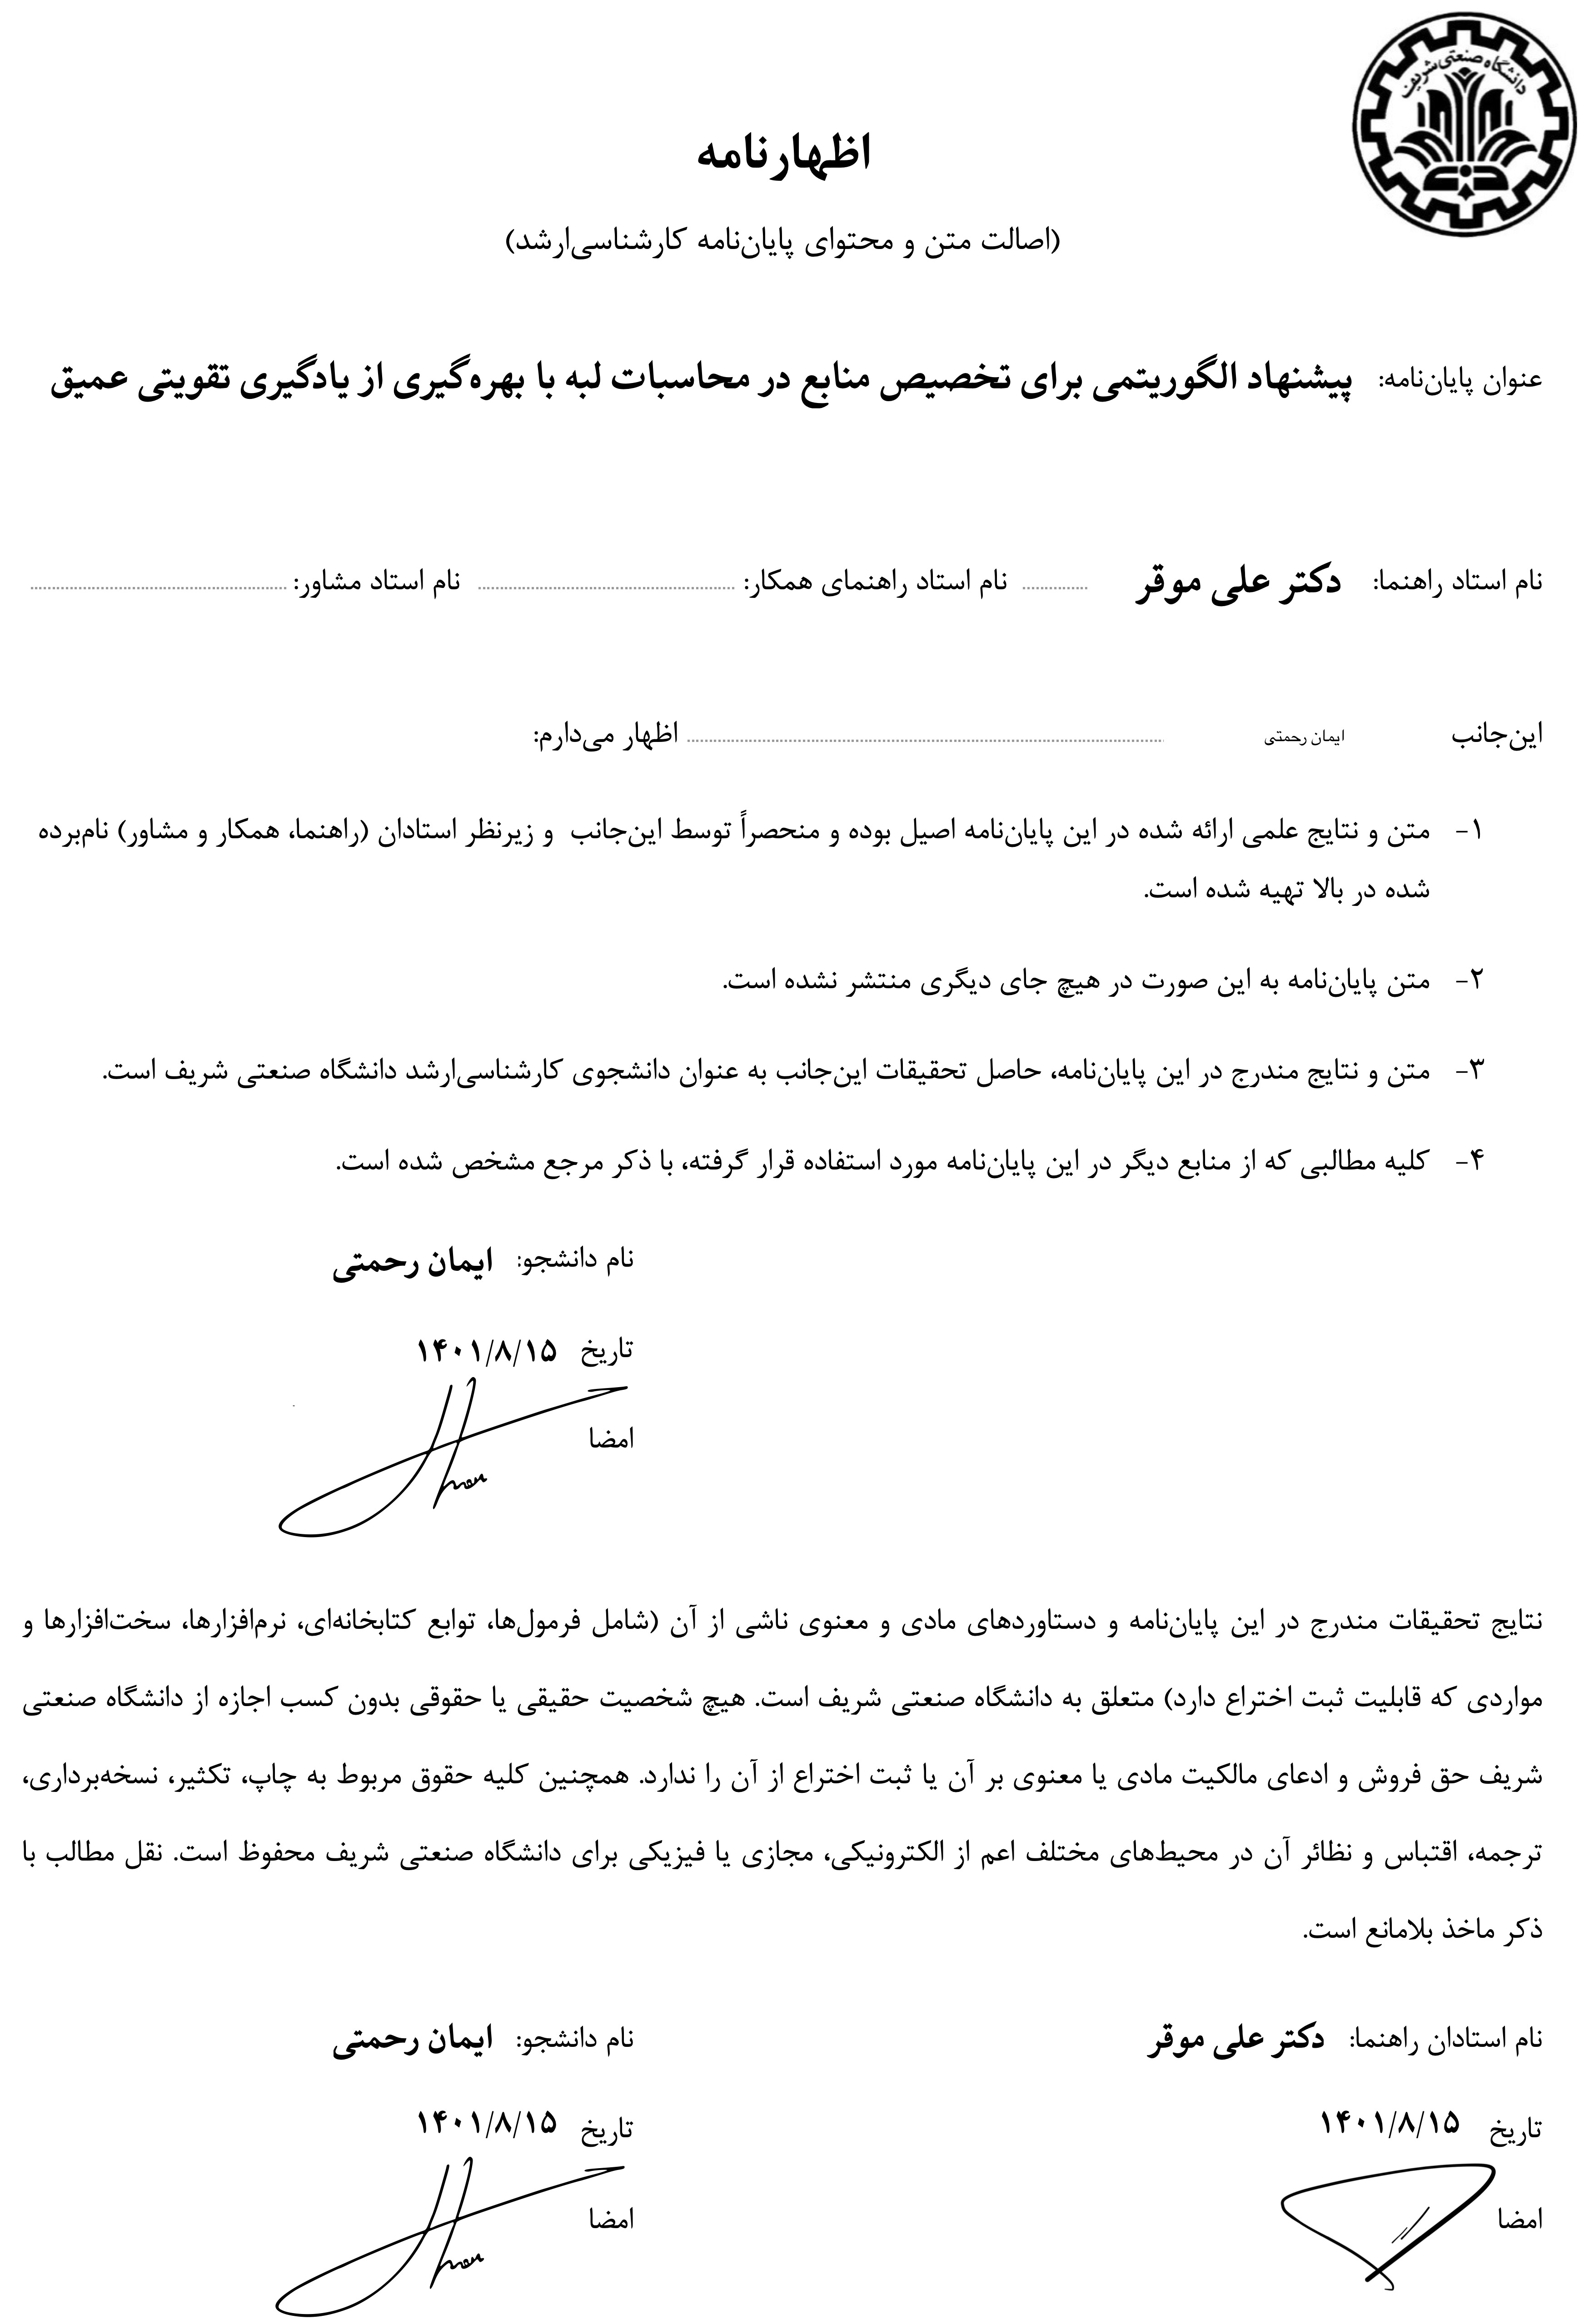 دانشگاه صنعتی شریف
اظهارنامه
(اصالت متن و محتوای پایان‌نامه کارشناسی‌ارشد)
عنوان پایان‌نامه: پیشنهاد الگوریتمی برای تخصیص منابع در محاسبات لبه با بهره‌گیری از یادگیری تقویتی عمیق
نام استاد راهنما: دکتر علی موقر .......... نام استاد راهنمای همکار: .................... نام استاد مشاور: ....................
این‌جانب ایمان رحمتی .................... اظهار می‌دارم:
۱- متن و نتایج علمی ارائه شده در این پایان‌نامه اصیل بوده و منحصراً توسط این‌جانب و زیرنظر استادان (راهنما، همکار و مشاور) نام‌برده
شده در بالا تهیه شده است.
۲- متن پایان‌نامه به این صورت در هیچ جای دیگری منتشر نشده است.
۳- متن و نتایج مندرج در این پایان‌نامه، حاصل تحقیقات این‌جانب به عنوان دانشجوی کارشناسی‌ارشد دانشگاه صنعتی شریف است.
۴- کلیه مطالبی که از منابع دیگر در این پایان‌نامه مورد استفاده قرار گرفته، با ذکر مرجع مشخص شده است.
نام دانشجو: ایمان رحمتی
تاریخ ۱۴۰۱/۸/۱۵
امضا
نتایج تحقیقات مندرج در این پایان‌نامه و دستاوردهای مادی و معنوی ناشی از آن (شامل فرمول‌ها، توابع کتابخانه‌ای، نرم‌افزارها، سخت‌افزارها و
مواردی که قابلیت ثبت اختراع دارد) متعلق به دانشگاه صنعتی شریف است. هیچ شخصیت حقیقی یا حقوقی بدون کسب اجازه از دانشگاه صنعتی
شریف حق فروش و ادعای مالکیت مادی یا معنوی بر آن یا ثبت اختراع از آن را ندارد. همچنین کلیه حقوق مربوط به چاپ، تکثیر، نسخه‌برداری،
ترجمه، اقتباس و نظائر آن در محیط‌های مختلف اعم از الکترونیکی، مجازی یا فیزیکی برای دانشگاه صنعتی شریف محفوظ است. نقل مطالب با
ذکر ماخذ بلامانع است.
نام استادان راهنما: دکتر علی موقر نام دانشجو: ایمان رحمتی
تاریخ ۱۴۰۱/۸/۱۵ تاریخ ۱۴۰۱/۸/۱۵
امضا امضا